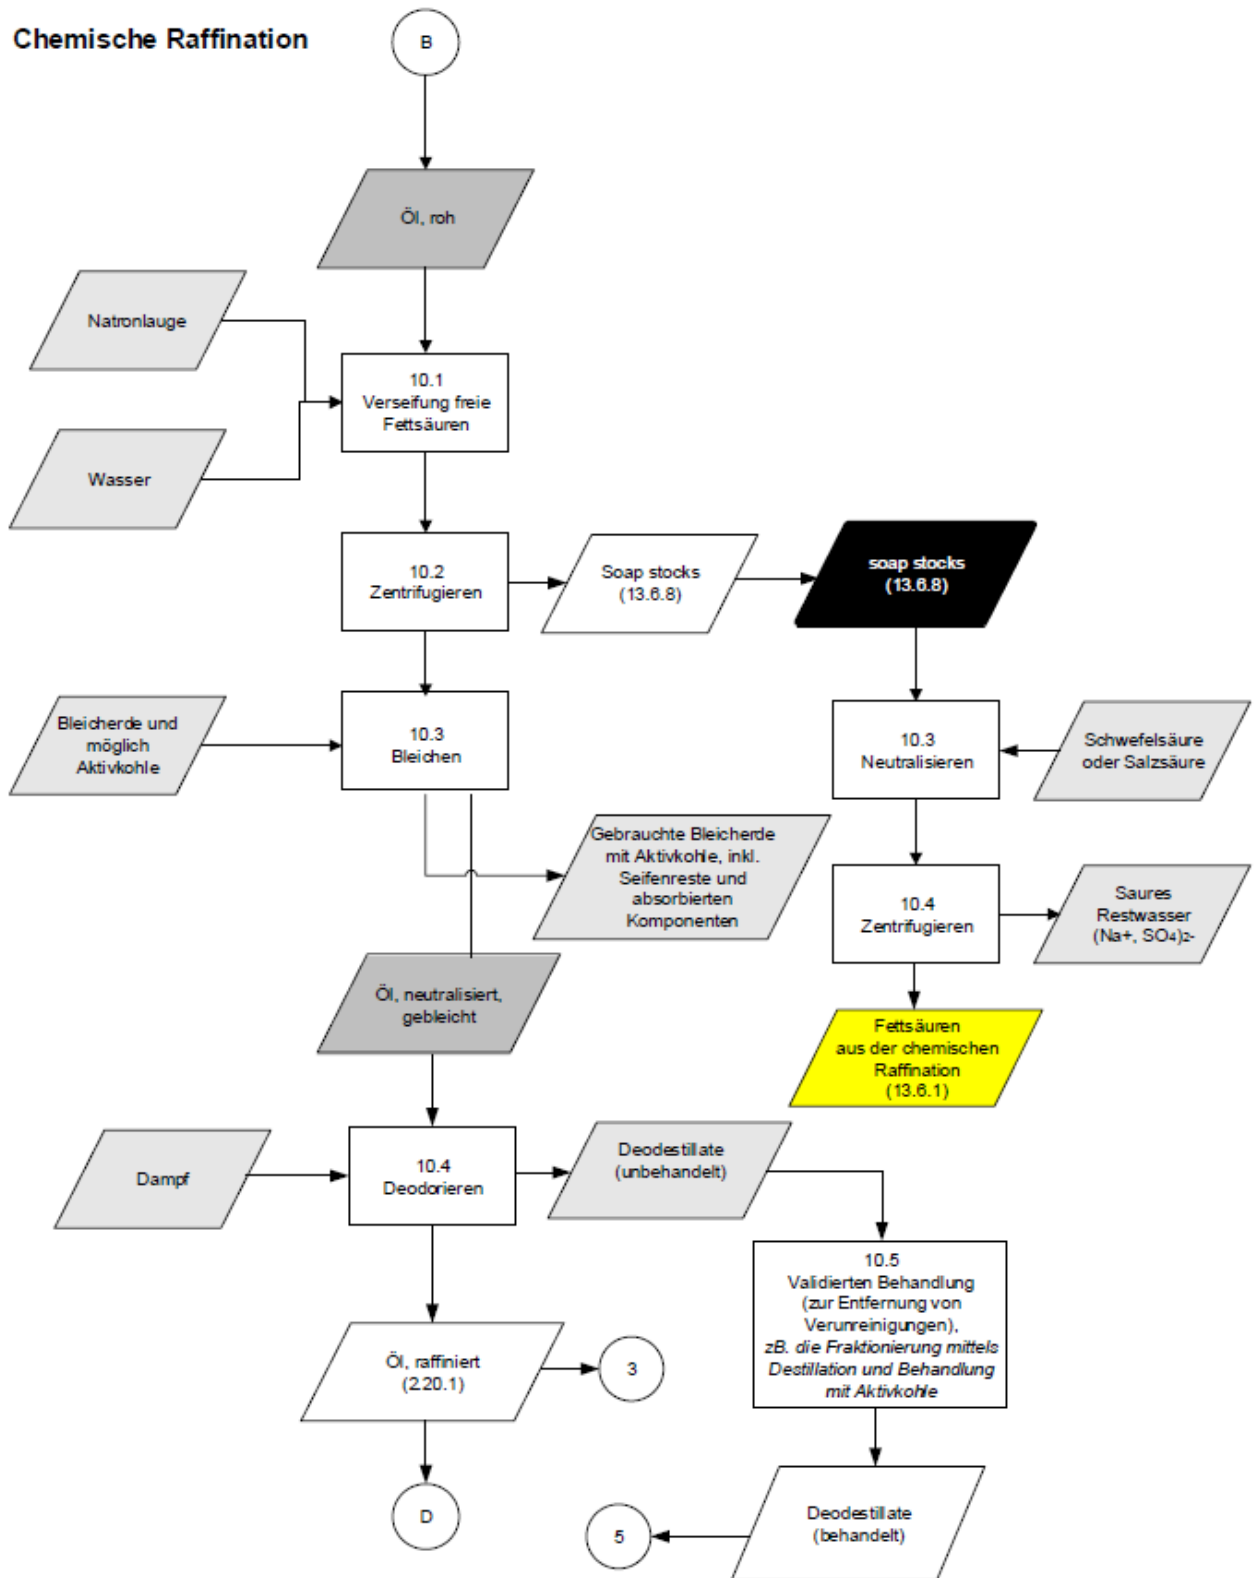 Chemische Raffination
B
Öl, roh
Natronlauge
10.1
Verseifung freie
Fettsäuren
Wasser
10.2
Zentrifugieren
Soap stocks
(13.6.8)
soap stocks
(13.6.8)
Bleicherde und
möglich
Aktivkohle
10.3
Bleichen
10.3
Neutralisieren
Schwefelsäure
oder Salzsäure
Gebrauchte Bleicherde
mit Aktivkohle, inkl.
Seifenreste und
absorbierten
Komponenten
10.4
Zentrifugieren
Saures
Restwasser
(Na+, SO4)2-
Öl, neutralisiert,
gebleicht
Fettsäuren
aus der chemischen
Raffination
(13.6.1)
Dampf
10.4
Deodorieren
Deodestillate
(unbehandelt)
10.5
Validierten Behandlung
(zur Entfernung von
Verunreinigungen),
zB. die Fraktionierung mittels
Destillation und Behandlung
mit Aktivkohle
Öl, raffiniert
(2.20.1)
3
D
5
Deodestillate
(behandelt)